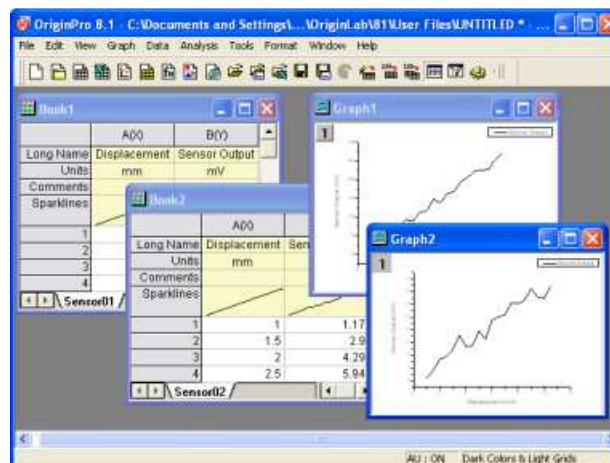 OriginPro 8.1 - C:\Documents and Settings\...\OriginLab\81\User Files\UNTITLED * - ...
File Edit View Graph Data Analysis Tools Format Window Help
Book1
A(X) B(Y)
Long Name Displacement Sensor Output
Units mm mV
Comments
Sparklines
1
2
3
4
Sensor01
Graph1
1
Book2
A(X)
Long Name Displacement Sen
Units mm
Comments
Sparklines
1 1 1.17
2 1.5 2.9
3 2 4.29
4 2.5 5.94
Sensor02
Graph2
1
AU : ON Dark Colors & Light Grids